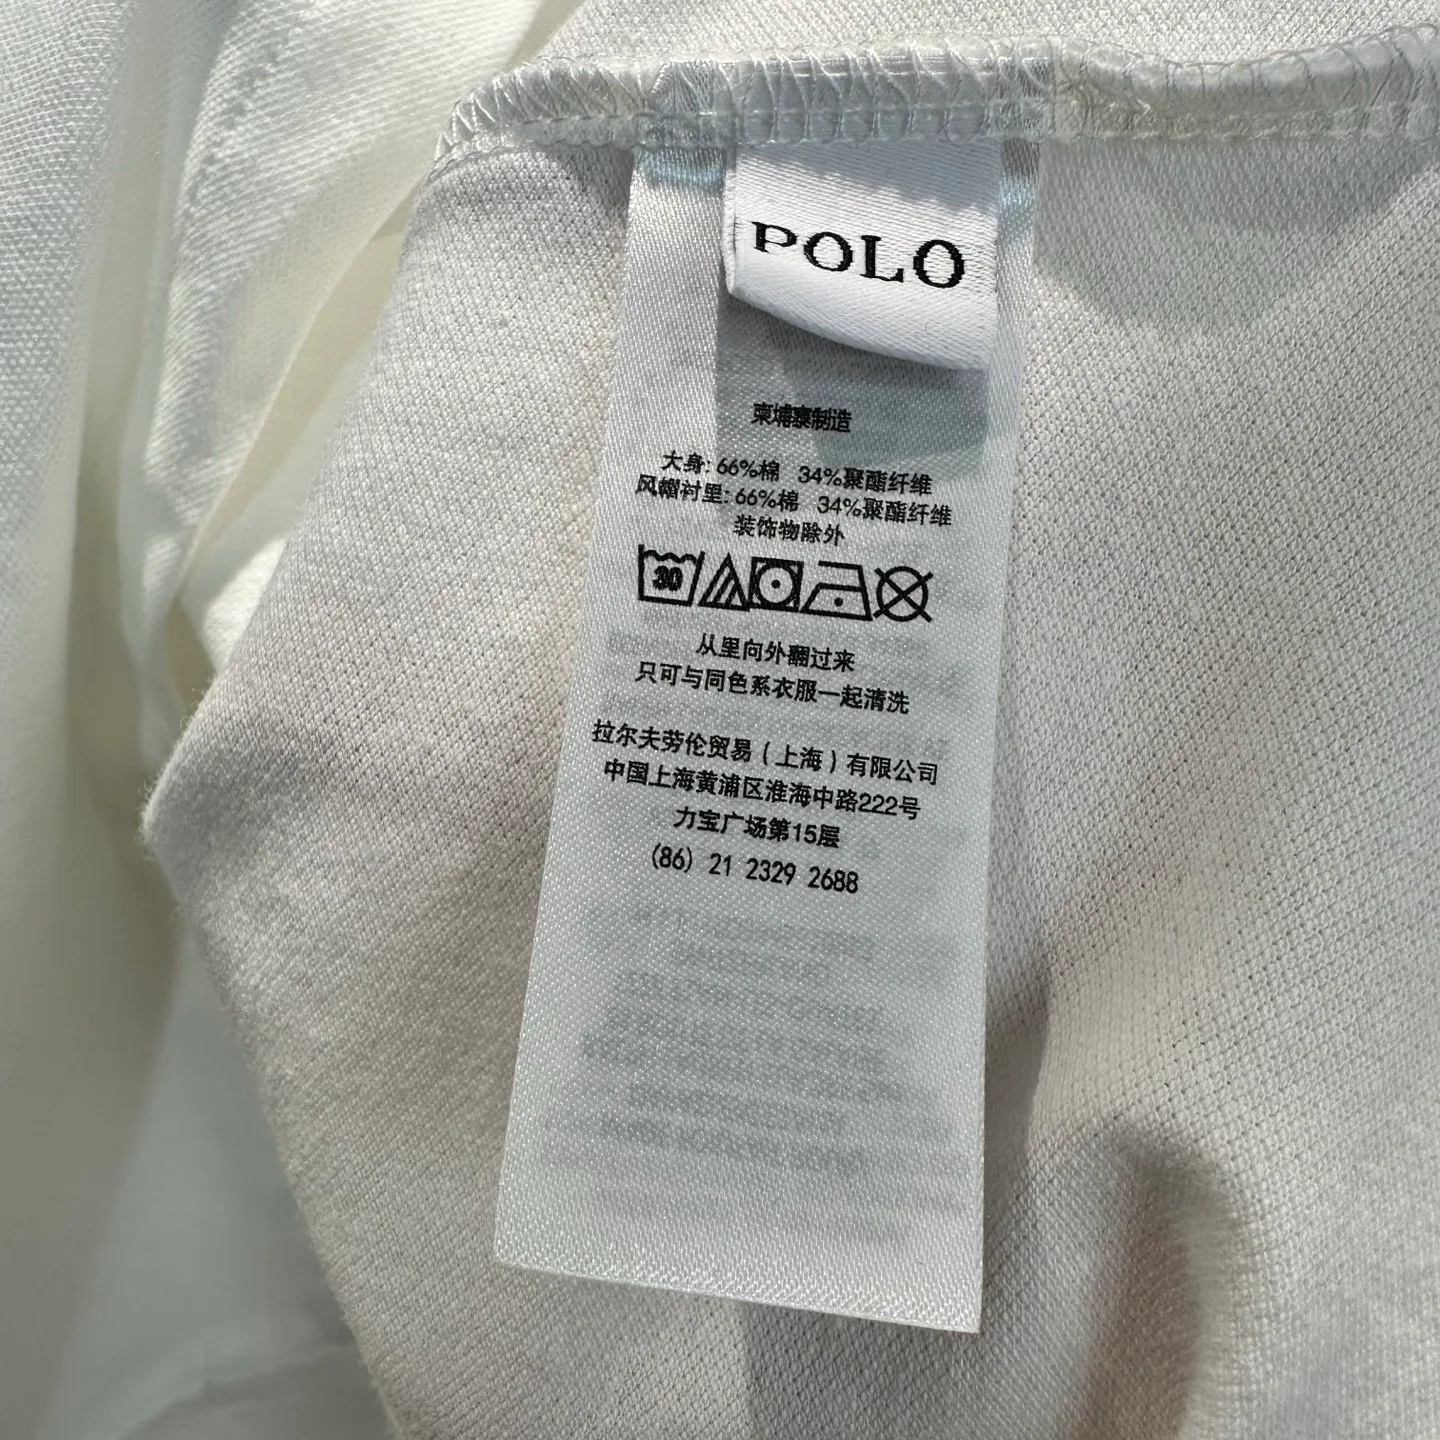 POLO
柬埔寨制造
大身: 66%棉 34%聚酯纤维
风帽衬里: 66%棉 34%聚酯纤维
装饰物除外
30
从里向外翻过来
只可与同色系衣服一起清洗
拉尔夫劳伦贸易（上海）有限公司
中国上海黄浦区淮海中路222号
力宝广场第15层
(86) 21 2329 2688